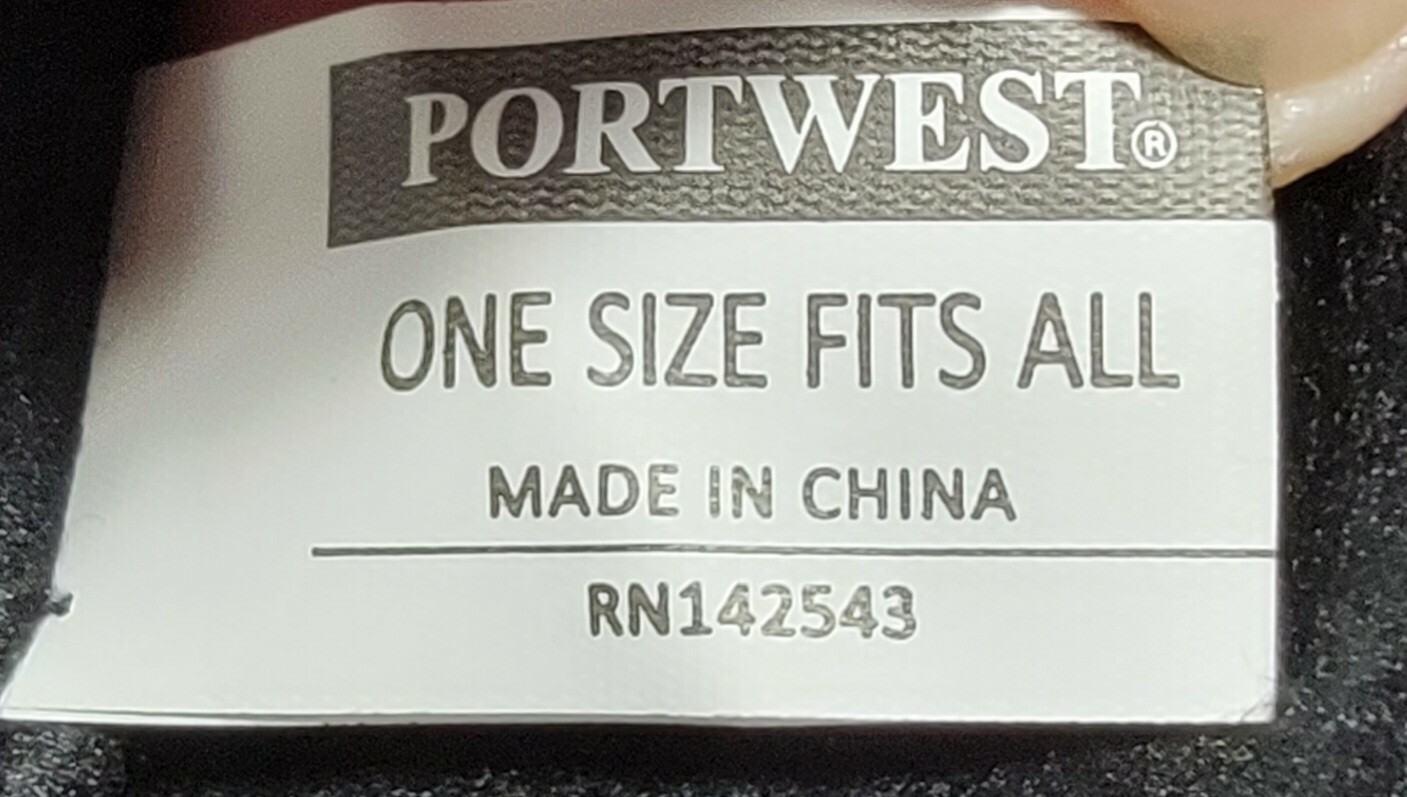 PORTWEST®
ONE SIZE FITS ALL
MADE IN CHINA
RN142543